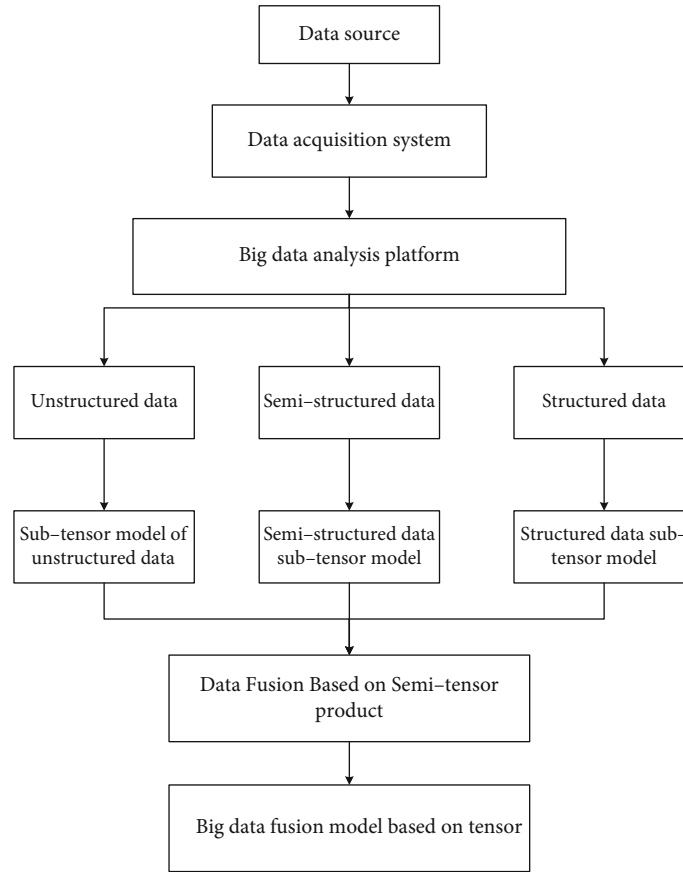 Data source
Data acquisition system
Big data analysis platform
Unstructured data
Semi–structured data
Structured data
Sub–tensor model of
unstructured data
Semi–structured data
sub–tensor model
Structured data sub–
tensor model
Data Fusion Based on Semi–tensor
product
Big data fusion model based on tensor